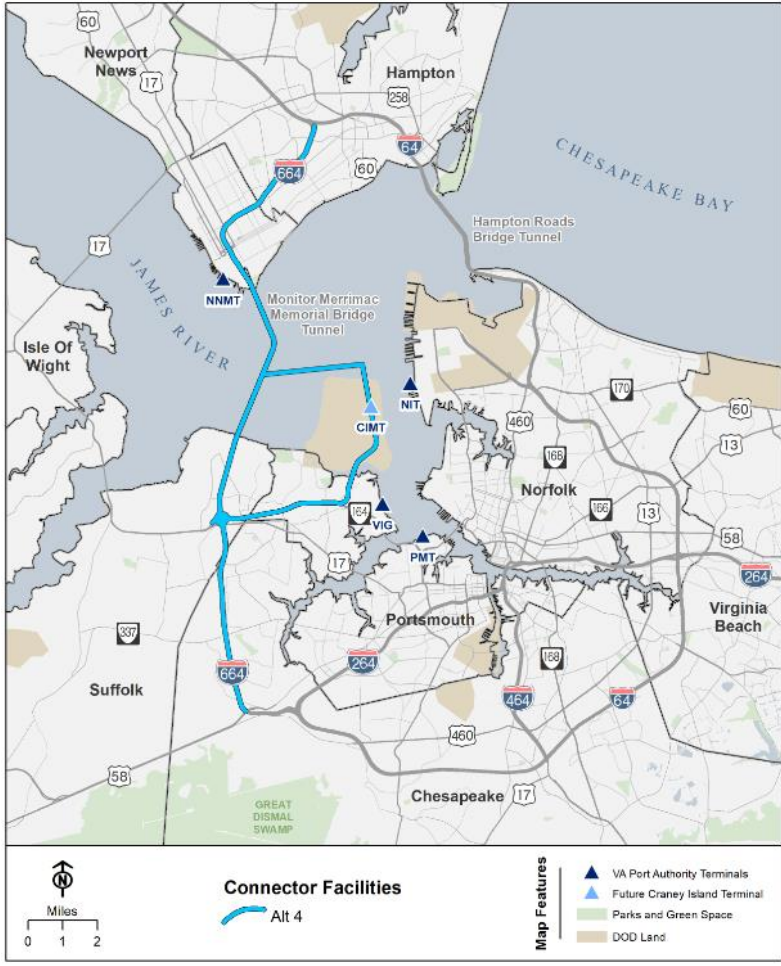 60
Newport
News
17
Hampton
258
64
664
60
CHESAPEAKE BAY
Hampton Roads
Bridge Tunnel
17
JAMES RIVER
NNMT
Monitor Merrimac
Memorial Bridge
Tunnel
Isle Of
Wight
NIT
170
CIMT
460
60
13
168
Norfolk
164
VIG
166
13
58
17
PMT
264
Portsmouth
Virginia
Beach
337
264
168
Suffolk
664
464
64
460
58
Chesapeake
17
GREAT
DISMAL
SWAMP
N
Miles
0 1 2
Connector Facilities
Alt 4
Map Features
VA Port Authority Terminals
Future Craney Island Terminal
Parks and Green Space
DOD Land